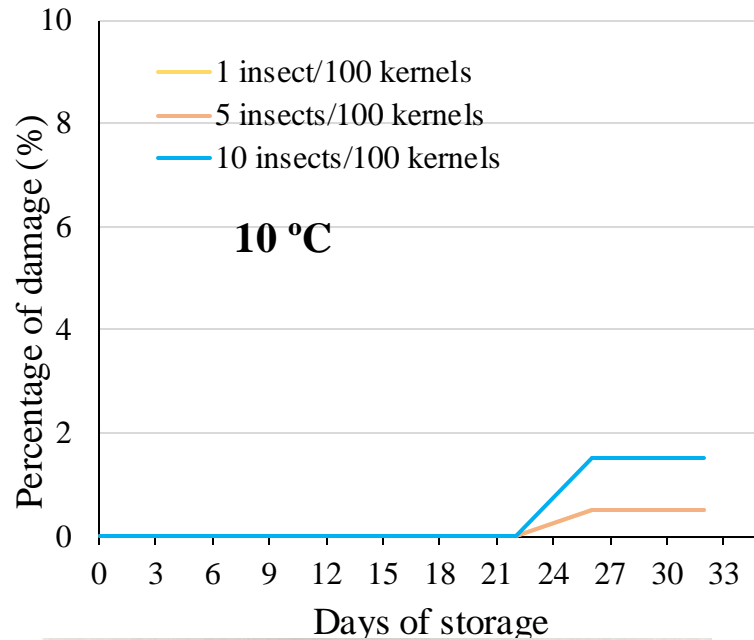 Percentage of damage (%)
10
8
6
4
2
0
1 insect/100 kernels
5 insects/100 kernels
10 insects/100 kernels
10 ºC
0 3 6 9 12 15 18 21 24 27 30 33
Days of storage